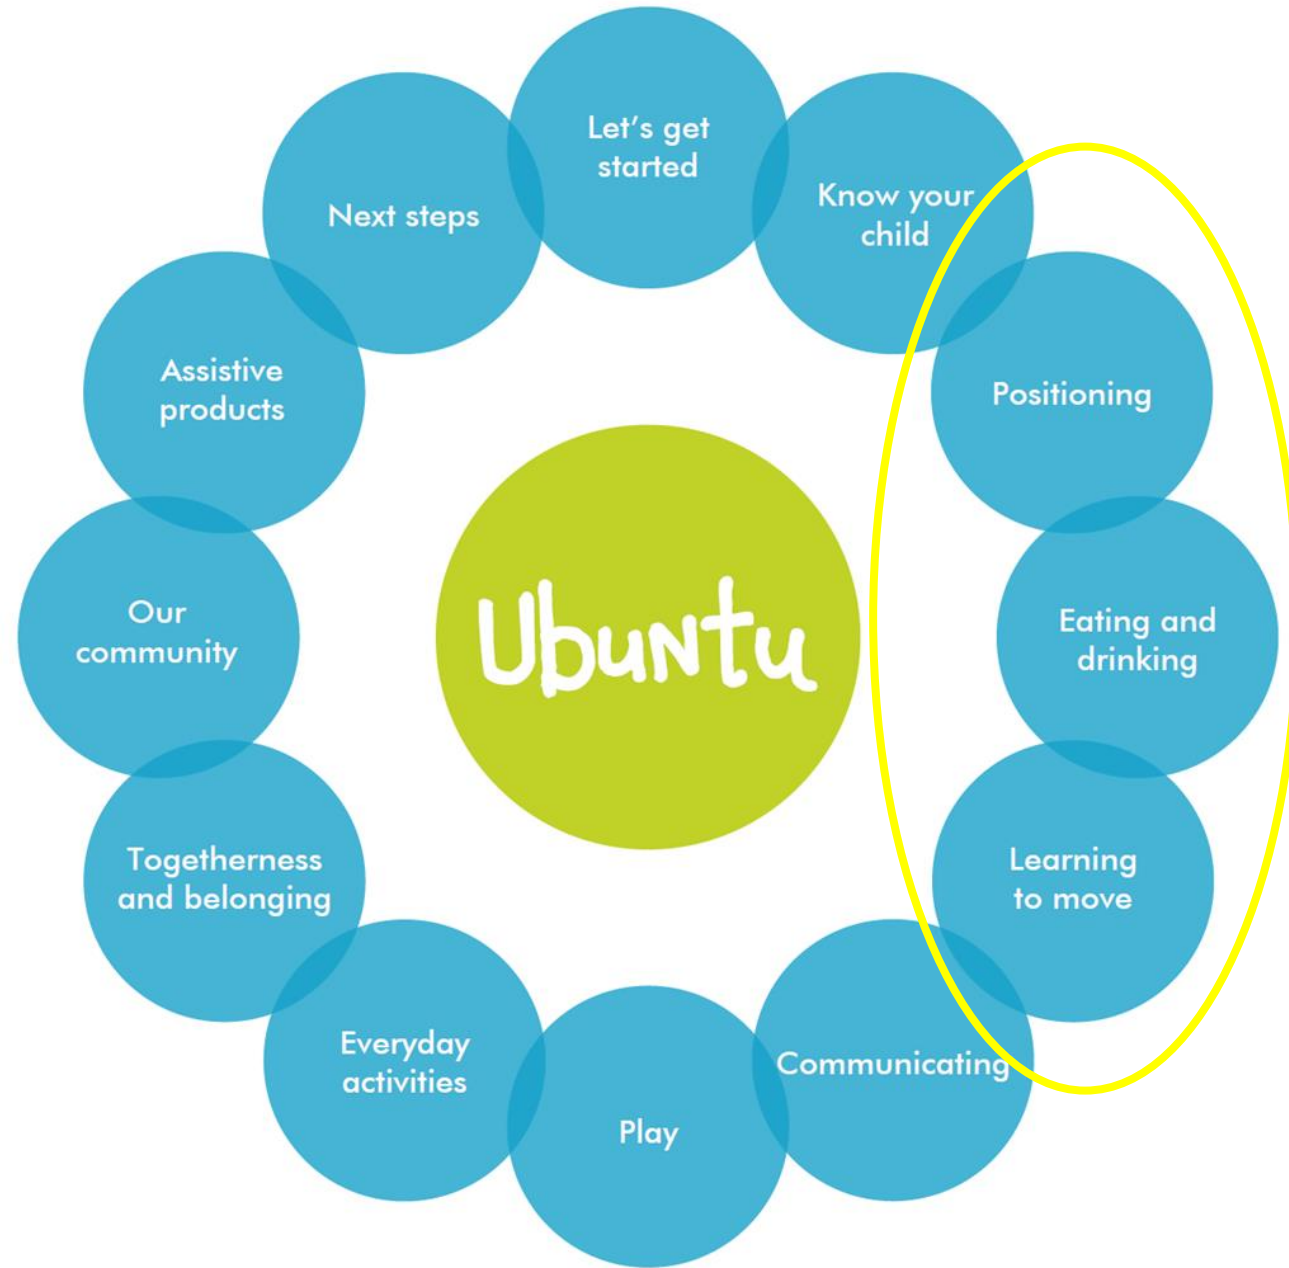 Let's get
started
Know your
child
Positioning
Eating and
drinking
Learning
to move
Communicating
Play
Everyday
activities
Togetherness
and belonging
Our
community
Assistive
products
Next steps
Ubuntu